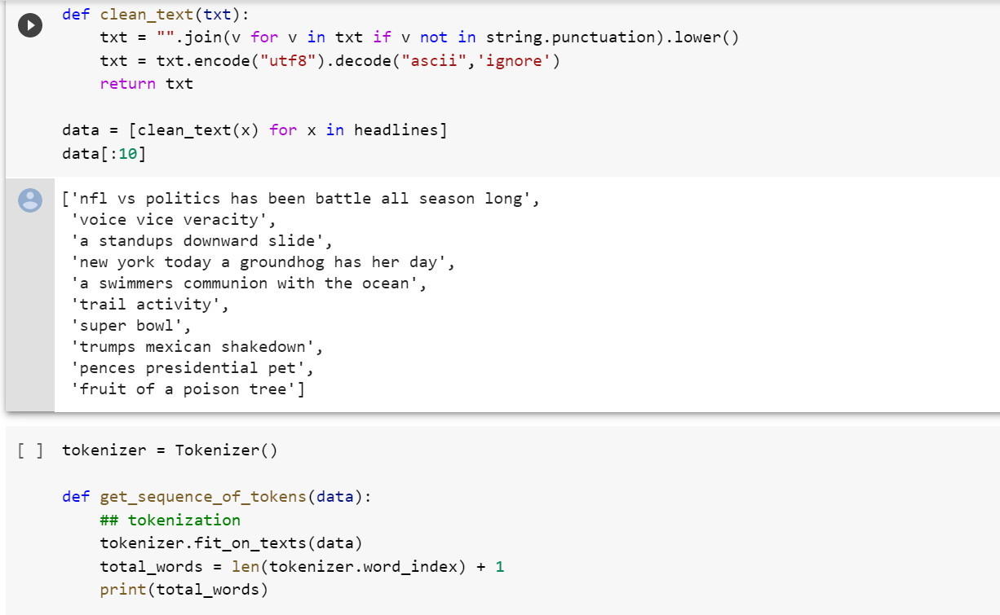 def clean_text(txt):
    txt = "".join(v for v in txt if v not in string.punctuation).lower()
    txt = txt.encode("utf8").decode("ascii",'ignore')
    return txt
data = [clean_text(x) for x in headlines]
data[:10]
['nfl vs politics has been battle all season long',
 'voice vice veracity',
 'a standups downward slide',
 'new york today a groundhog has her day',
 'a swimmers communion with the ocean',
 'trail activity',
 'super bowl',
 'trumps mexican shakedown',
 'pences presidential pet',
 'fruit of a poison tree']
[ ] tokenizer = Tokenizer()
def get_sequence_of_tokens(data):
    ## tokenization
    tokenizer.fit_on_texts(data)
    total_words = len(tokenizer.word_index) + 1
    print(total_words)